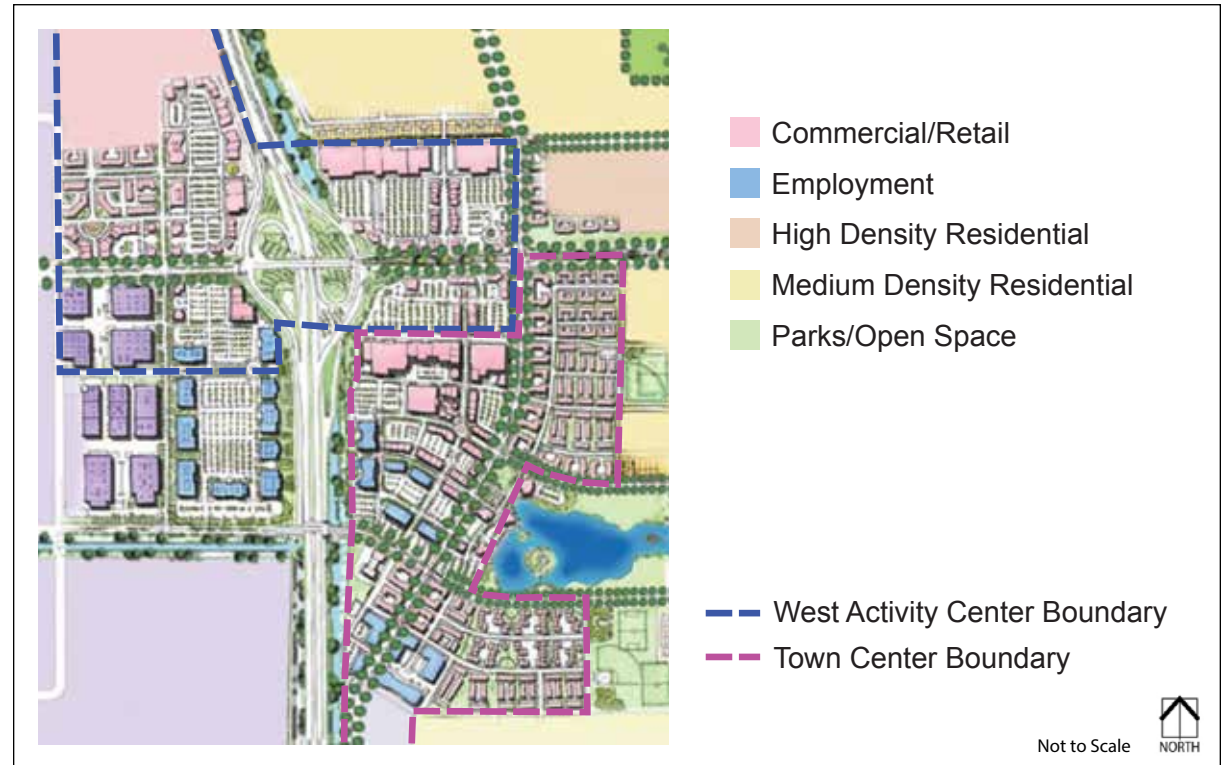 Commercial/Retail
Employment
High Density Residential
Medium Density Residential
Parks/Open Space
West Activity Center Boundary
Town Center Boundary
Not to Scale
NORTH